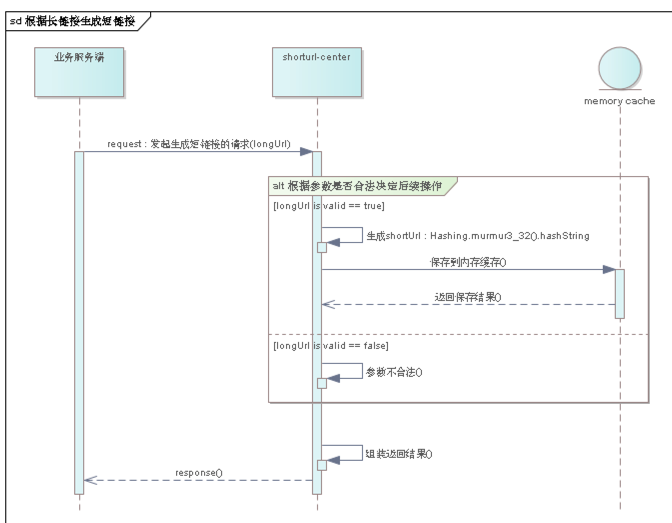 sd 根据长链接生成短链接
业务服务端
shorturl-center
memory cache
request : 发起生成短链接的请求(longUrl)
alt 根据参数是否合法决定后续操作
[longUrl is valid == true]
生成shortUrl : Hashing.murmur3_32().hashString
保存到内存缓存()
返回保存结果()
[longUrl is valid == false]
参数不合法()
组装返回结果()
response()